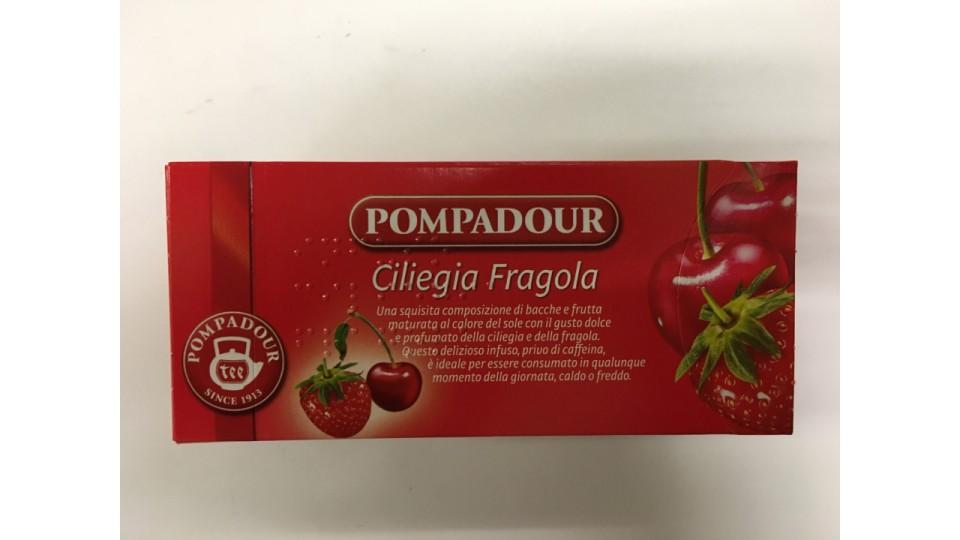 POMPADOUR
Ciliegia Fragola
Una squisita composizione di bacche e frutta
maturata al calore del sole con il gusto dolce
e profumato della ciliegia e della fragola.
Questo delizioso infuso, privo di caffeina,
è ideale per essere consumato in qualunque
momento della giornata, caldo o freddo.
POMPADOUR
tee
SINCE 1913